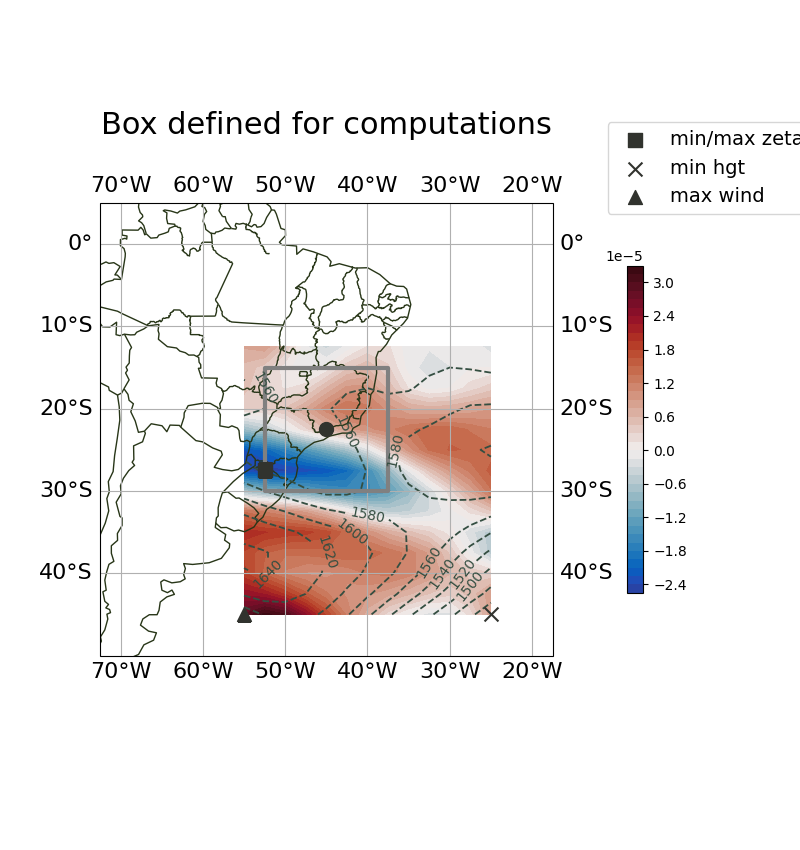 Box defined for computations
min/max zeta
min hgt
max wind
70°W 60°W 50°W 40°W 30°W 20°W
0° 0°
1e−5
3.0
2.4
1.8
1.2
0.6
0.0
−0.6
−1.2
−1.8
−2.4
10°S 10°S
20°S 20°S
30°S 30°S
40°S 40°S
1560
1560
1580
1580
1600
1620
1640
1560
1540
1520
1500
70°W 60°W 50°W 40°W 30°W 20°W